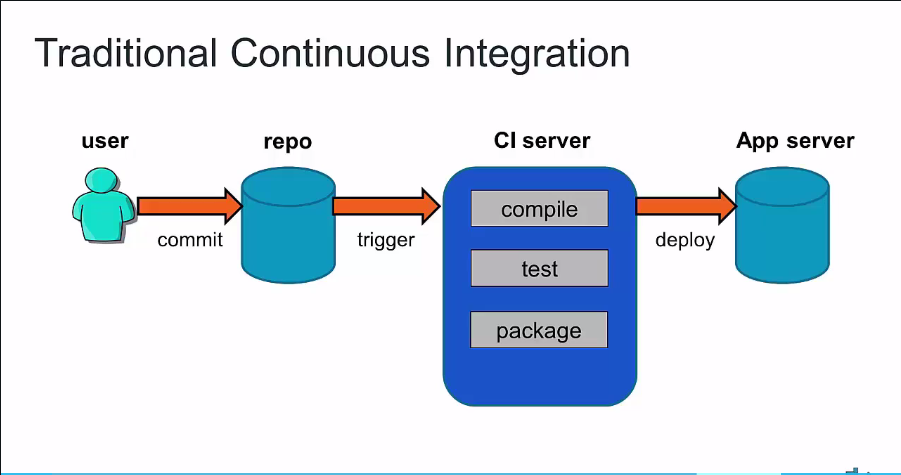 Traditional Continuous Integration
user
repo
CI server
App server
commit
trigger
compile
test
package
deploy